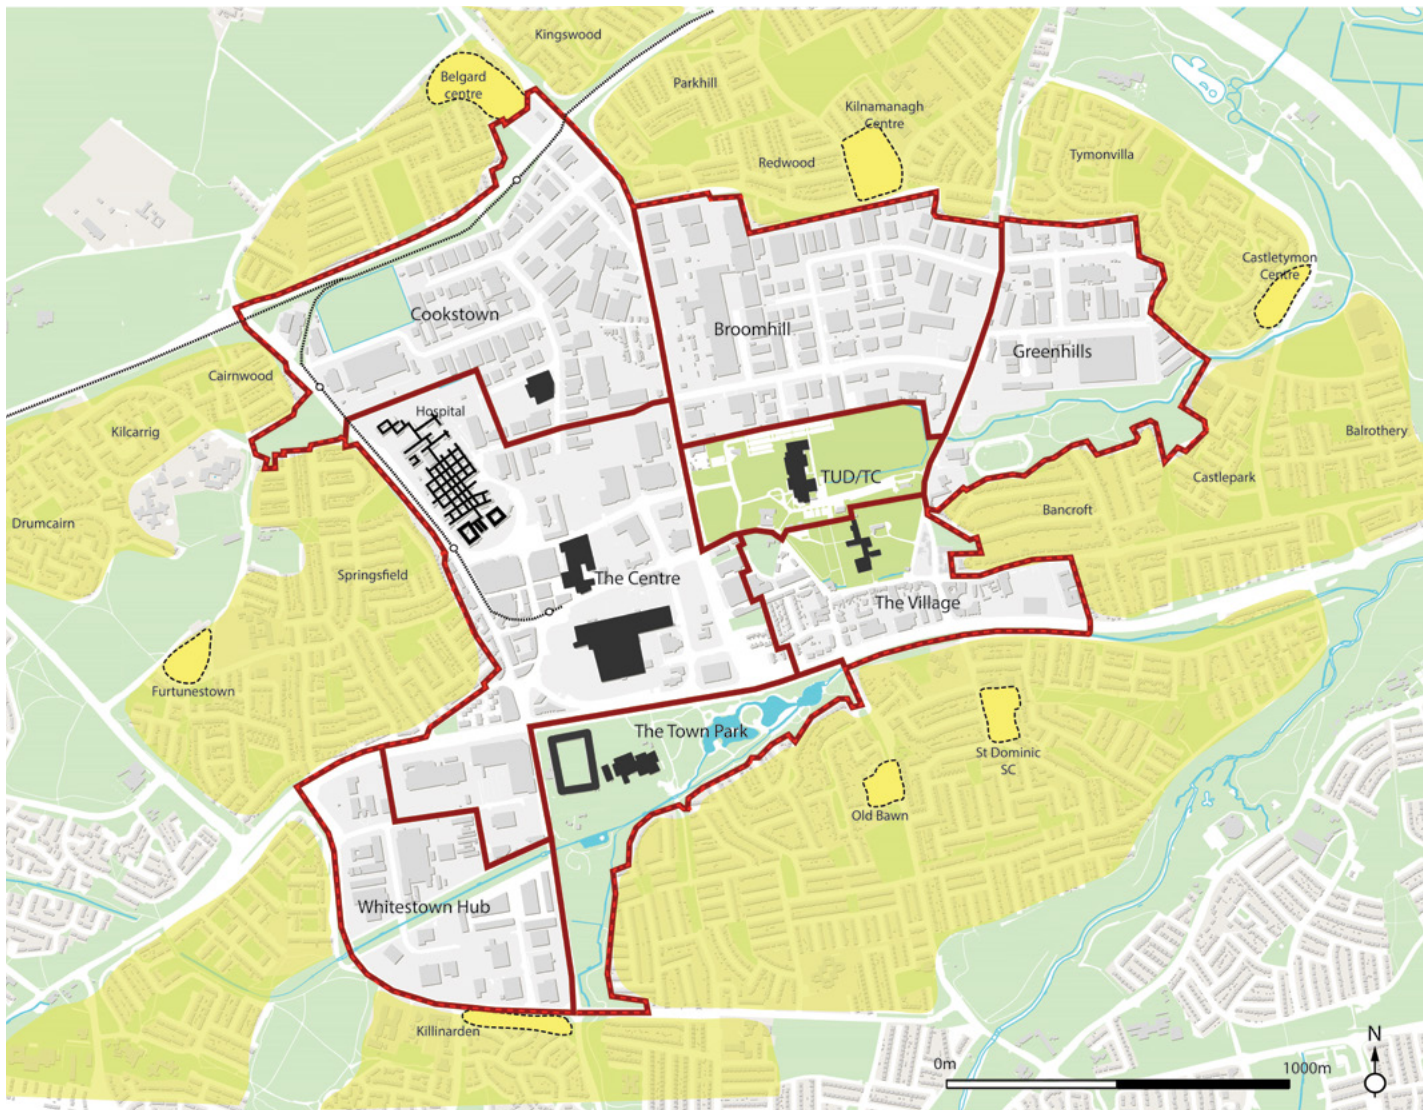 Kingswood
Belgard
centre
Parkhill
Kilnamanagh
Centre
Redwood
Tymonvilla
Castletymon
Centre
Cookstown
Broomhill
Greenhills
Cairnwood
Hospital
Kilcarrig
Balrothery
TUD/TC
Castlepark
Drumcairn
Bancroft
Springsfield
The Centre
The Village
Furtunestown
The Town Park
St Dominic
SC
Old Bawn
Whitestown Hub
Killinarden
N
0m
1000m